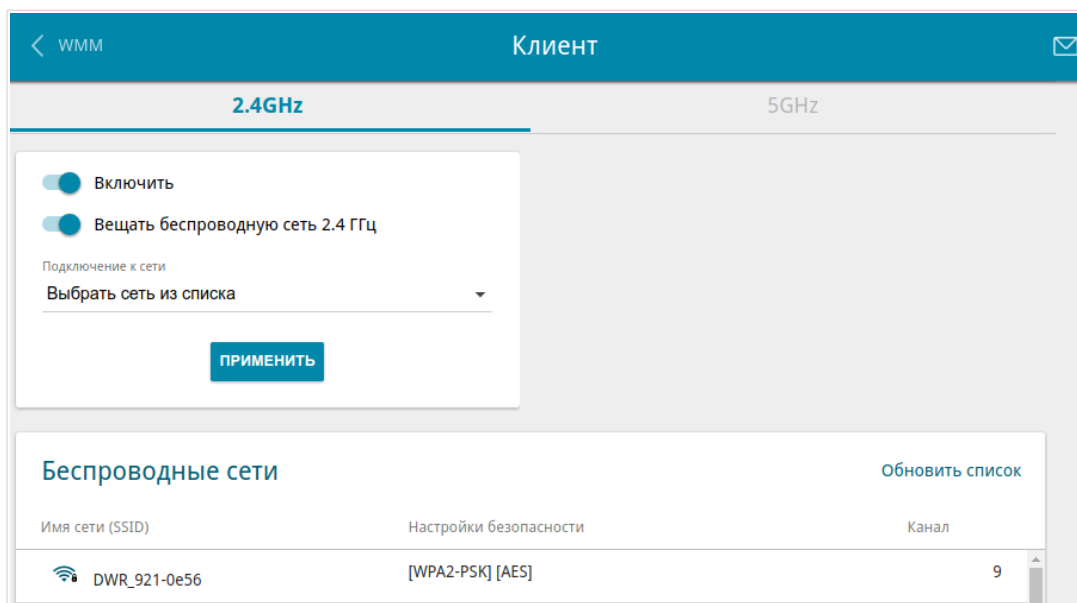 WMM
Клиент
2.4GHz
5GHz
Включить
Вещать беспроводную сеть 2.4 ГГц
Подключение к сети
Выбрать сеть из списка
ПРИМЕНИТЬ
Беспроводные сети
Обновить список
Имя сети (SSID)
Настройки безопасности
Канал
DWR_921-0e56
[WPA2-PSK] [AES]
9